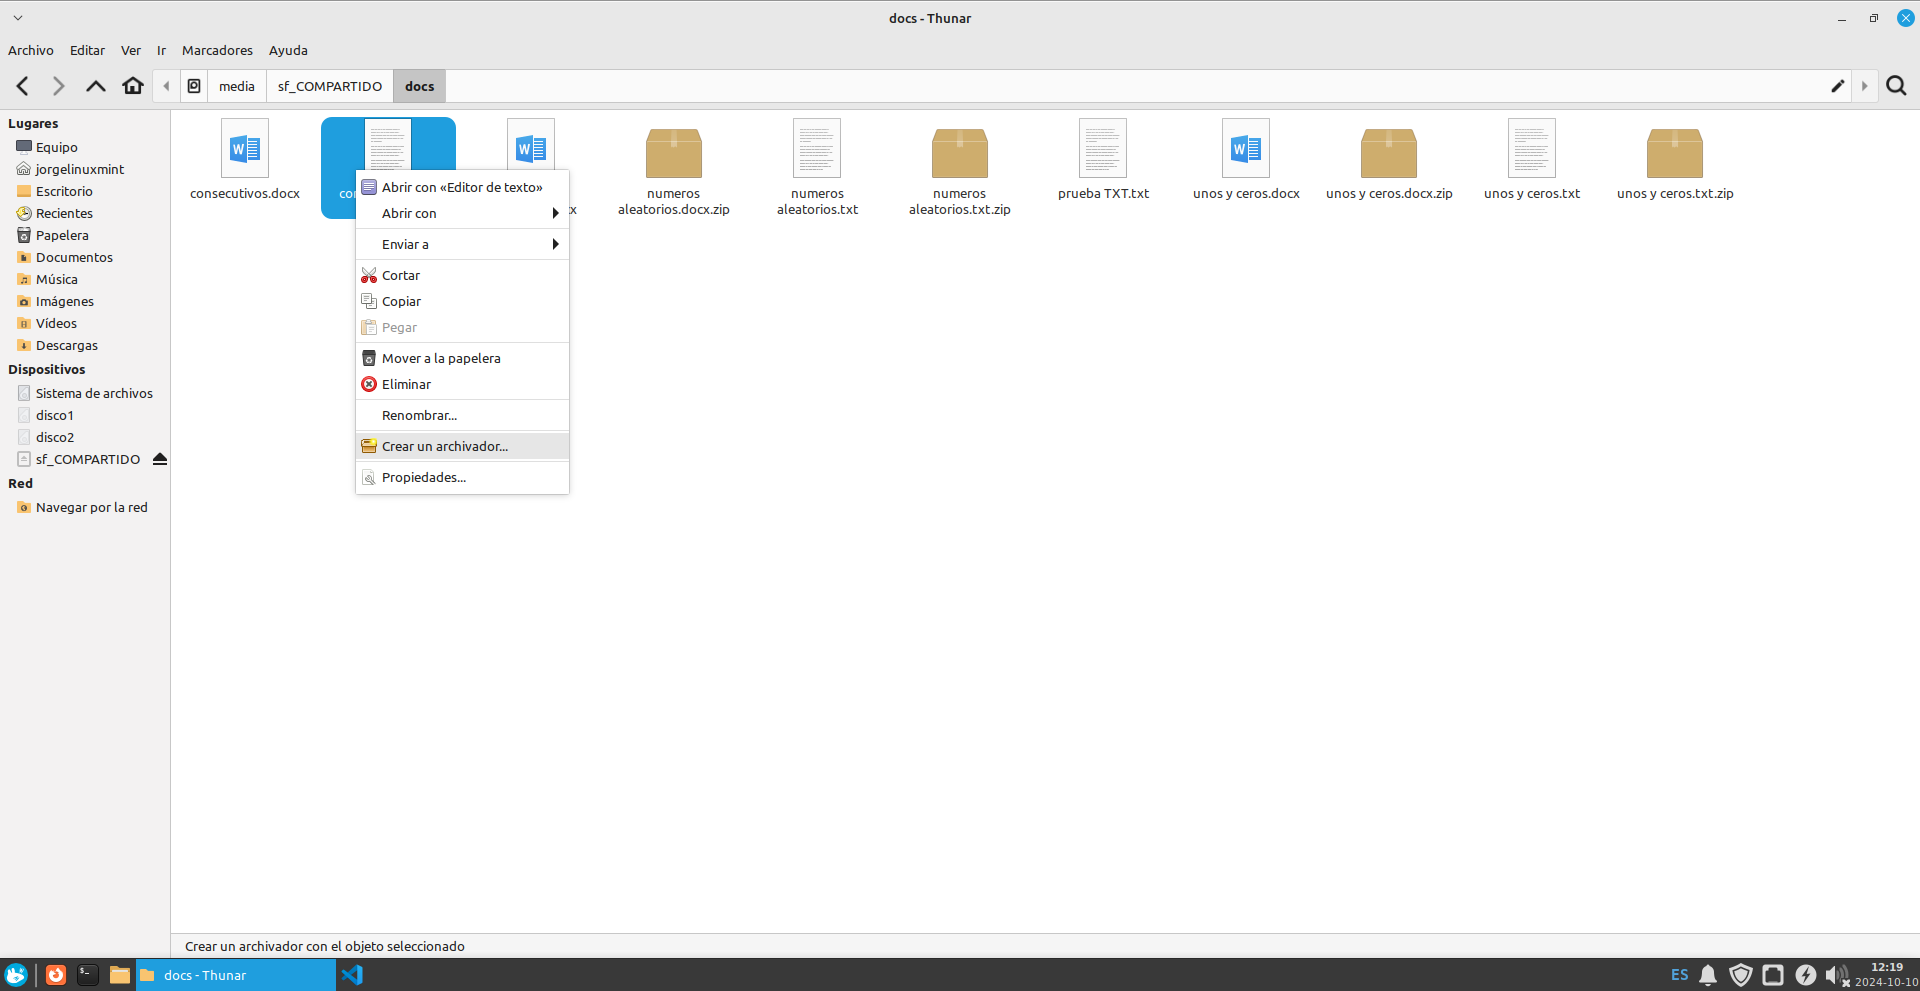 docs - Thunar
Archivo Editar Ver Ir Marcadores Ayuda
media sf_COMPARTIDO docs
Lugares
Equipo
jorgelinuxmint
Escritorio
Recientes
Papelera
Documentos
Música
Imágenes
Vídeos
Descargas
Dispositivos
Sistema de archivos
disco1
disco2
sf_COMPARTIDO
Red
Navegar por la red
consecutivos.docx
numeros
aleatorios.docx.zip
numeros
aleatorios.txt
numeros
aleatorios.txt.zip
prueba TXT.txt
unos y ceros.docx
unos y ceros.docx.zip
unos y ceros.txt
unos y ceros.txt.zip
Abrir con «Editor de texto»
Abrir con
Enviar a
Cortar
Copiar
Pegar
Mover a la papelera
Eliminar
Renombrar...
Crear un archivador...
Propiedades...
Crear un archivador con el objeto seleccionado
docs - Thunar
ES
12:19
2024-10-10